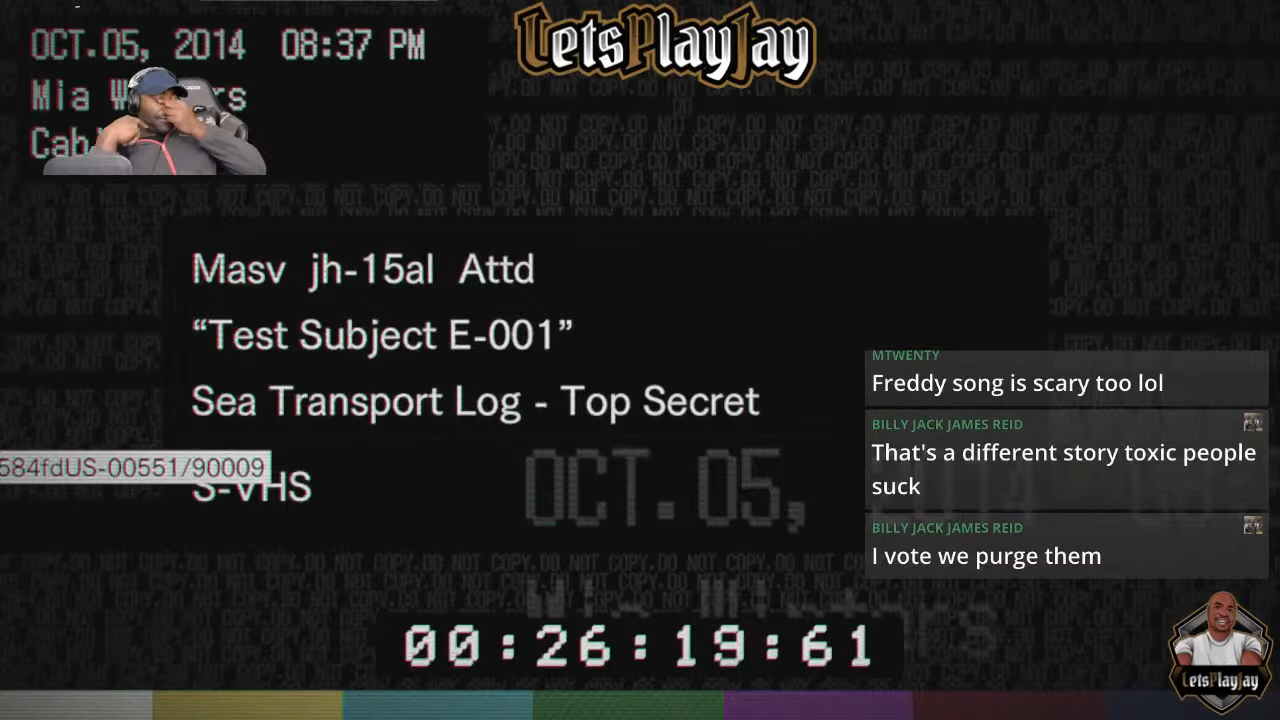 OCT.05, 2014 08:37 PM
LetsPlayJay
Mia
Masv jh-15al Attd
“Test Subject E-001”
Sea Transport Log - Top Secret
584fdUS-00551/90009
S-VHS
OCT.05,
MTWENTY
Freddy song is scary too lol
BILLY JACK JAMES REID
That's a different story toxic people
suck
BILLY JACK JAMES REID
I vote we purge them
00:26:19:61
LetsPlayJay